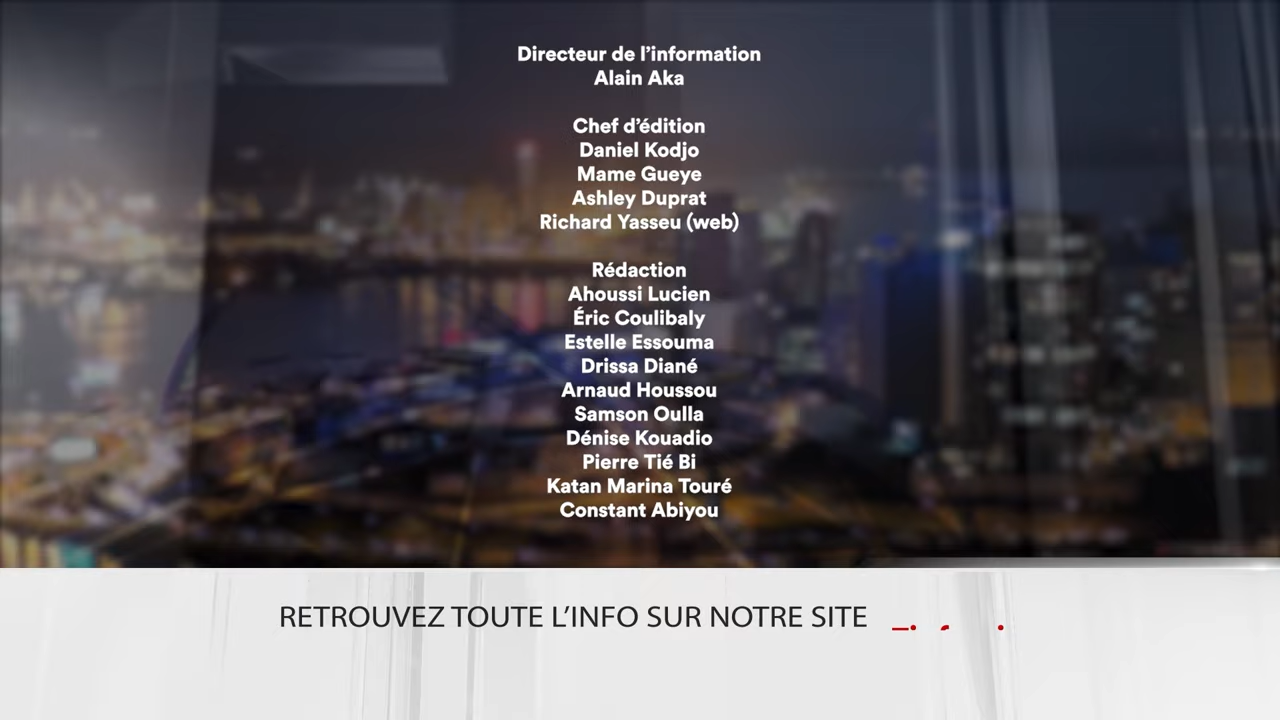 Directeur de l’information
Alain Aka
Chef d’édition
Daniel Kodjo
Mame Gueye
Ashley Duprat
Richard Yasseu (web)
Rédaction
Ahoussi Lucien
Éric Coulibaly
Estelle Essouma
Drissa Diané
Arnaud Houssou
Samson Oulla
Dénise Kouadio
Pierre Tié Bi
Katan Marina Touré
Constant Abiyou
RETROUVEZ TOUTE L’INFO SUR NOTRE SITE